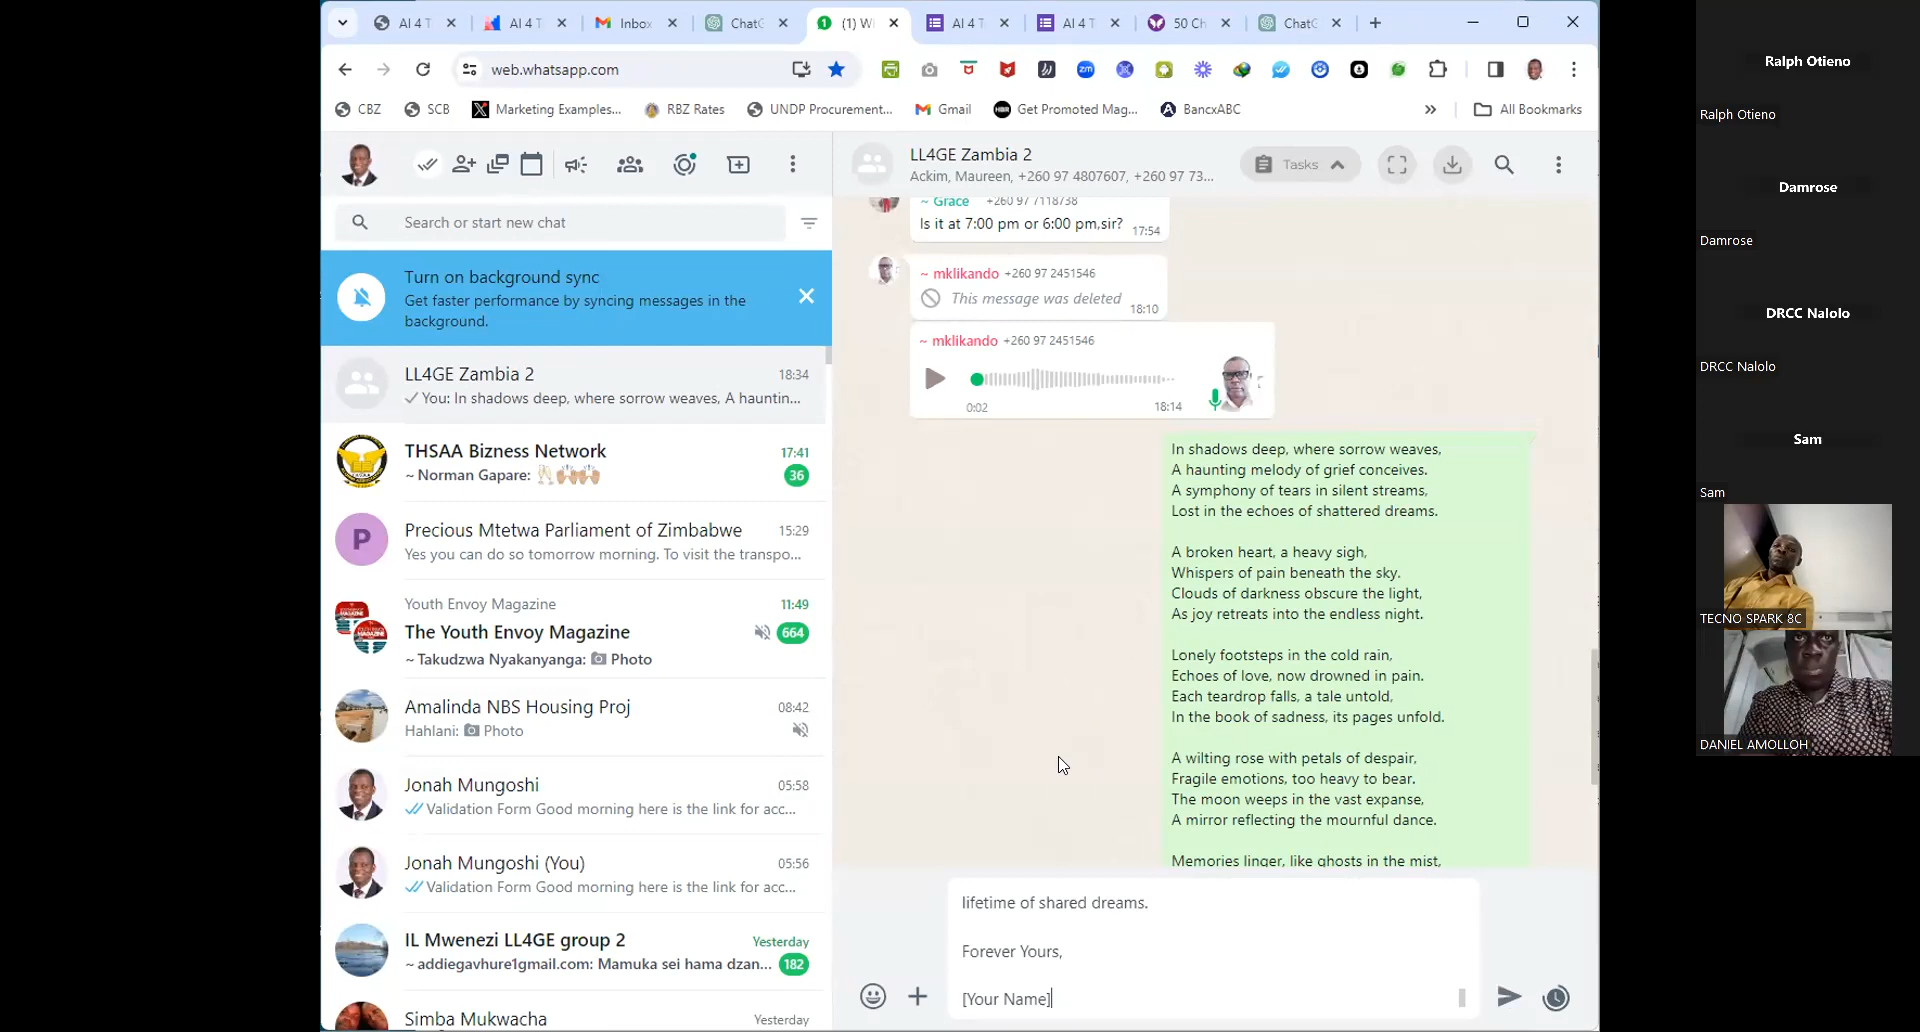 AI 4 T
AI 4 T
Inbox
ChatG
(1) W
AI 4 T
AI 4 T
50 Ch
ChatG
web.whatsapp.com
CBZ
SCB
Marketing Examples...
RBZ Rates
UNDP Procurement...
Gmail
Get Promoted Mag...
BancxABC
All Bookmarks
Search or start new chat
Turn on background sync
Get faster performance by syncing messages in the
background.
LL4GE Zambia 2
18:34
You: In shadows deep, where sorrow weaves, A hauntin...
THSAA Bizness Network
17:41
~ Norman Gapare:
36
P
Precious Mtetwa Parliament of Zimbabwe
15:29
Yes you can do so tomorrow morning. To visit the transpo...
Youth Envoy Magazine
11:49
The Youth Envoy Magazine
664
~ Takudzwa Nyakanyanga: Photo
Amalinda NBS Housing Proj
08:42
Hahlani: Photo
Jonah Mungoshi
05:58
Validation Form Good morning here is the link for acc...
Jonah Mungoshi (You)
05:56
Validation Form Good morning here is the link for acc...
IL Mwenezi LL4GE group 2
Yesterday
~ addiegavhure1gmail.com: Mamuka sei hama dzan...
182
Simba Mukwacha
Yesterday
LL4GE Zambia 2
Ackim, Maureen, +260 97 4807607, +260 97 73...
Tasks
~ Grace +260 97 7118738
Is it at 7:00 pm or 6:00 pm,sir?
17:54
~ mklikando +260 97 2451546
This message was deleted
18:10
~ mklikando +260 97 2451546
0:02
18:14
In shadows deep, where sorrow weaves,
A haunting melody of grief conceives.
A symphony of tears in silent streams,
Lost in the echoes of shattered dreams.
A broken heart, a heavy sigh,
Whispers of pain beneath the sky.
Clouds of darkness obscure the light,
As joy retreats into the endless night.
Lonely footsteps in the cold rain,
Echoes of love, now drowned in pain.
Each teardrop falls, a tale untold,
In the book of sadness, its pages unfold.
A wilting rose with petals of despair,
Fragile emotions, too heavy to bear.
The moon weeps in the vast expanse,
A mirror reflecting the mournful dance.
Memories linger, like ghosts in the mist,
lifetime of shared dreams.
Forever Yours,
[Your Name]
Ralph Otieno
Ralph Otieno
Damrose
Damrose
DRCC Nalolo
DRCC Nalolo
Sam
Sam
TECNO SPARK 8C
DANIEL AMOLLOH